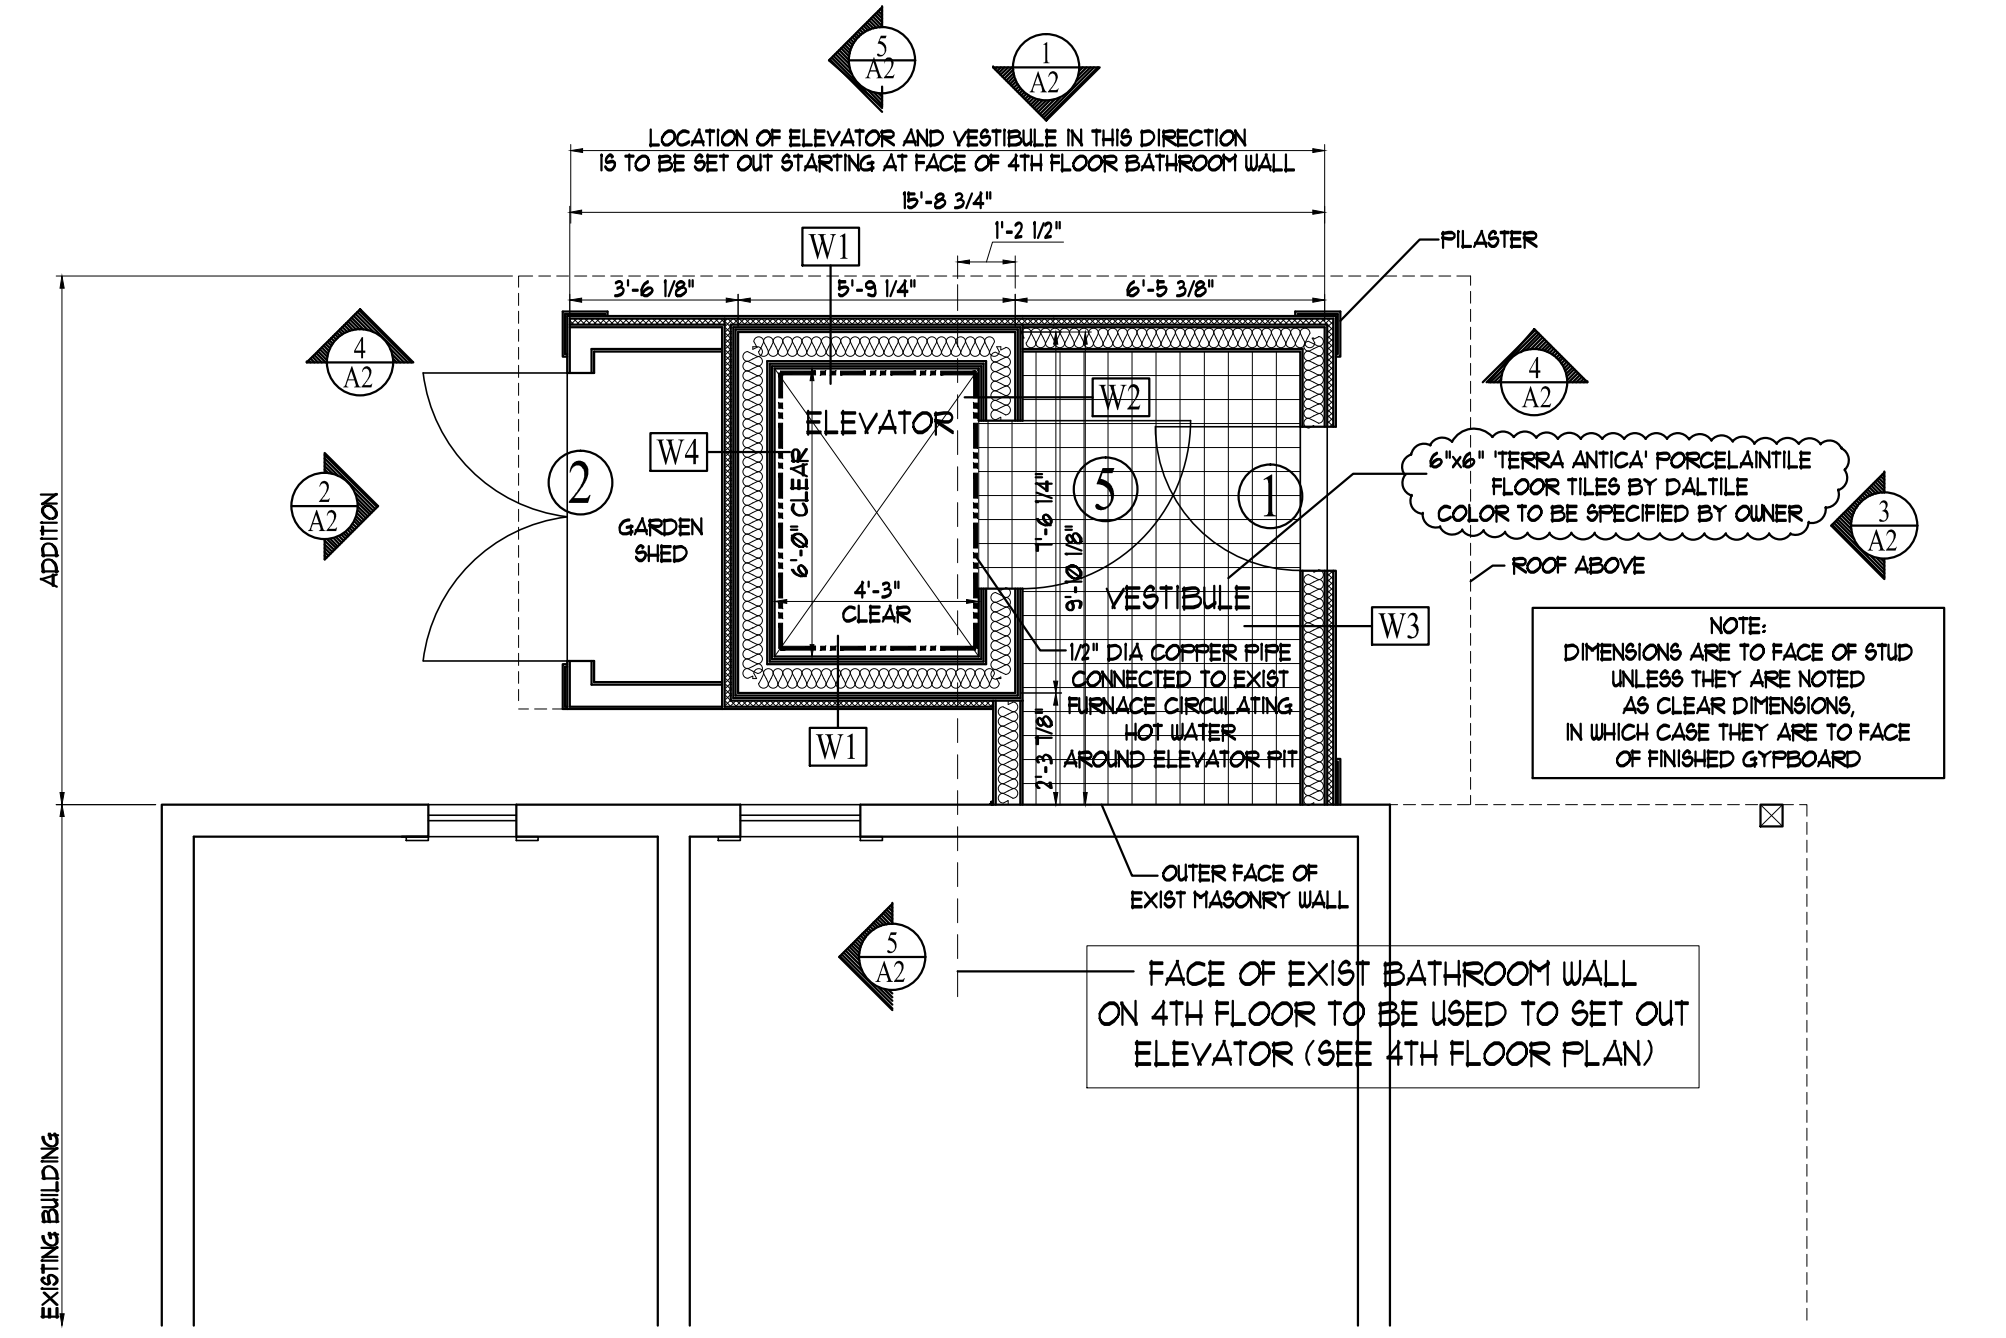 5
A2
1
A2
LOCATION OF ELEVATOR AND VESTIBULE IN THIS DIRECTION
IS TO BE SET OUT STARTING AT FACE OF 4TH FLOOR BATHROOM WALL
15'-8 3/4"
1'-2 1/2"
W1
PILASTER
3'-6 1/8"
5'-9 1/4"
6'-5 3/8"
4
A2
4
A2
W2
ELEVATOR
W4
6'-0" CLEAR
2
5
1
7'-6 1/4"
9'-10 1/8"
6"x6" 'TERRA ANTICA' PORCELAINTILE
FLOOR TILES BY DALTILE
COLOR TO BE SPECIFIED BY OWNER
2
A2
3
A2
GARDEN
SHED
ADDITION
ROOF ABOVE
4'-3"
CLEAR
VESTIBULE
W3
NOTE:
DIMENSIONS ARE TO FACE OF STUD
UNLESS THEY ARE NOTED
AS CLEAR DIMENSIONS,
IN WHICH CASE THEY ARE TO FACE
OF FINISHED GYPBOARD
1/2" DIA COPPER PIPE
CONNECTED TO EXIST
FURNACE CIRCULATING
HOT WATER
AROUND ELEVATOR PIT
W1
2'-3 7/8"
OUTER FACE OF
EXIST MASONRY WALL
5
A2
FACE OF EXIST BATHROOM WALL
ON 4TH FLOOR TO BE USED TO SET OUT
ELEVATOR (SEE 4TH FLOOR PLAN)
EXISTING BUILDING